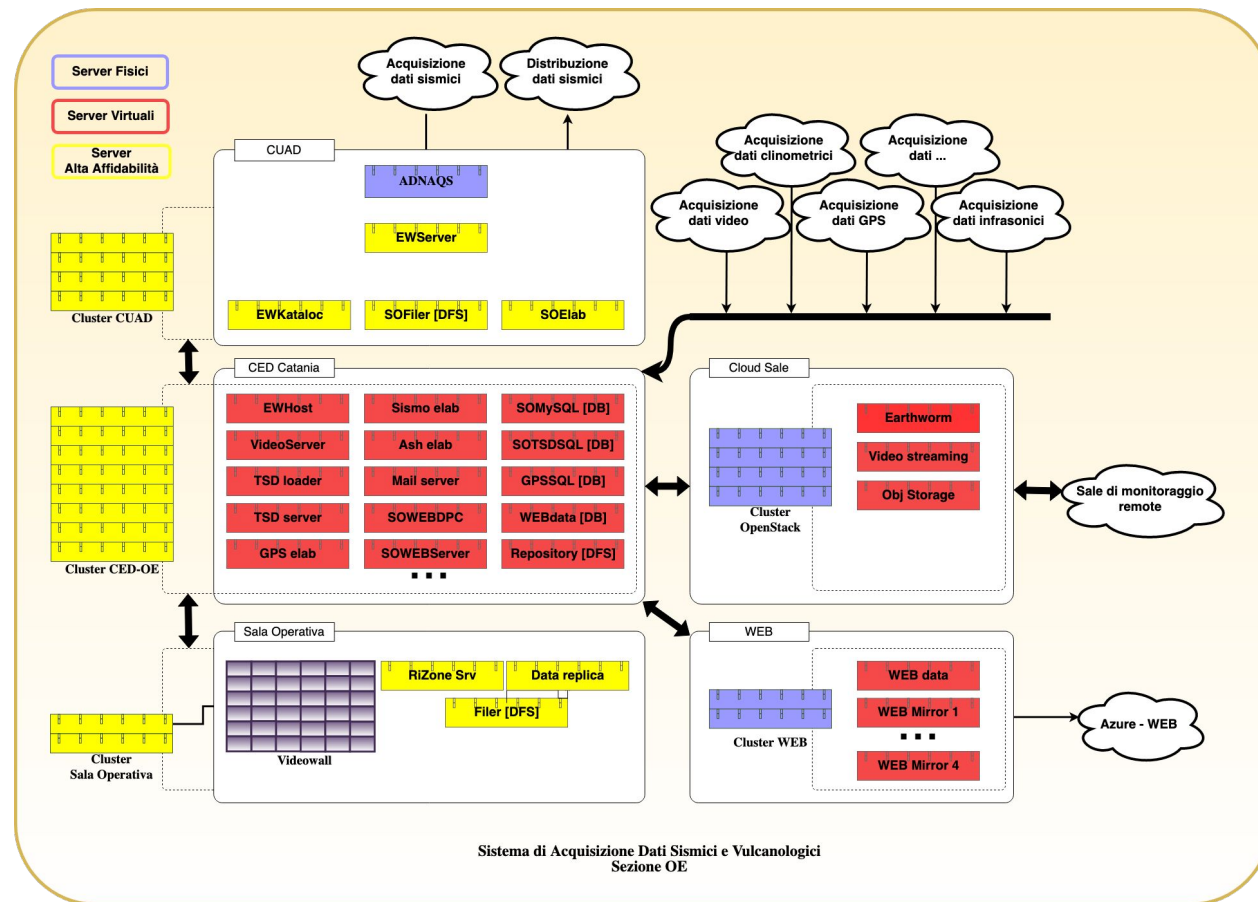 Server Fisici
Server Virtuali
Server
Alta Affidabilità
Acquisizione
dati sismici
Distribuzione
dati sismici
Acquisizione
dati clinometrici
Acquisizione
dati ...
Acquisizione
dati video
Acquisizione
dati GPS
Acquisizione
dati infrasonici
CUAD
ADNAQS
EWServer
EWKataloc
SOFiler [DFS]
SOElab
Cluster CUAD
CED Catania
EWHost
Sismo elab
SOMySQL [DB]
VideoServer
Ash elab
SOTSDSQL [DB]
TSD loader
Mail server
GPSSQL [DB]
TSD server
SOWEBDPC
WEBdata [DB]
GPS elab
SOWEBServer
Repository [DFS]
Cluster CED-OE
Cloud Sale
Earthworm
Video streaming
Obj Storage
Cluster
OpenStack
Sale di monitoraggio
remote
Sala Operativa
RiZone Srv
Data replica
Filer [DFS]
Videowall
Cluster
Sala Operativa
WEB
WEB data
WEB Mirror 1
WEB Mirror 4
Cluster WEB
Azure - WEB
Sistema di Acquisizione Dati Sismici e Vulcanologici
Sezione OE